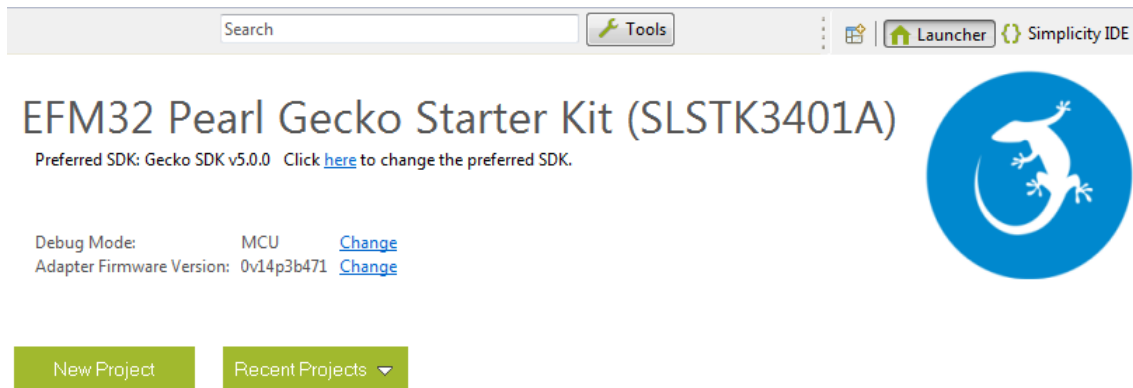 Search Tools Launcher Simplicity IDE
EFM32 Pearl Gecko Starter Kit (SLSTK3401A)
Preferred SDK: Gecko SDK v5.0.0 Click here to change the preferred SDK.
Debug Mode: MCU Change
Adapter Firmware Version: 0v14p3b471 Change
New Project Recent Projects